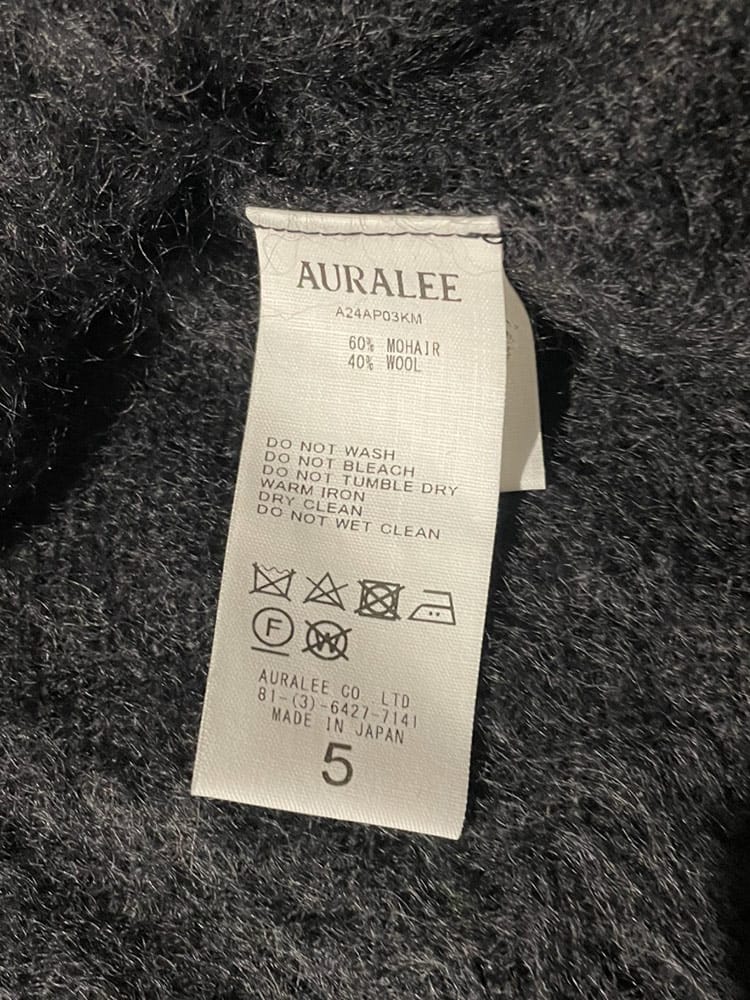 AURALEE
A24AP03KM
60% MOHAIR
40% WOOL
DO NOT WASH
DO NOT BLEACH
DO NOT TUMBLE DRY
WARM IRON
DRY CLEAN
DO NOT WET CLEAN
F
W
AURALEE CO. LTD
81-(3)-6427-7141
MADE IN JAPAN
5